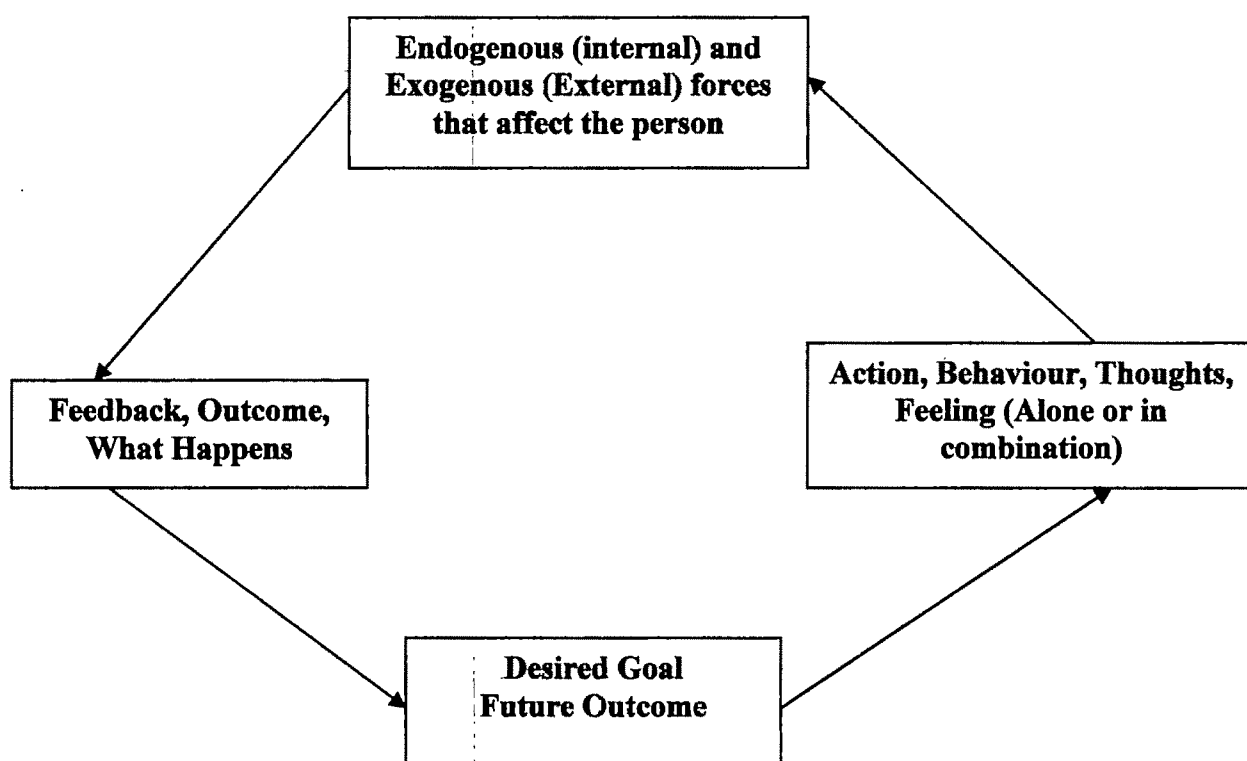 Endogenous (internal) and
Exogenous (External) forces
that affect the person
Feedback, Outcome,
What Happens
Action, Behaviour, Thoughts,
Feeling (Alone or in
combination)
Desired Goal
Future Outcome